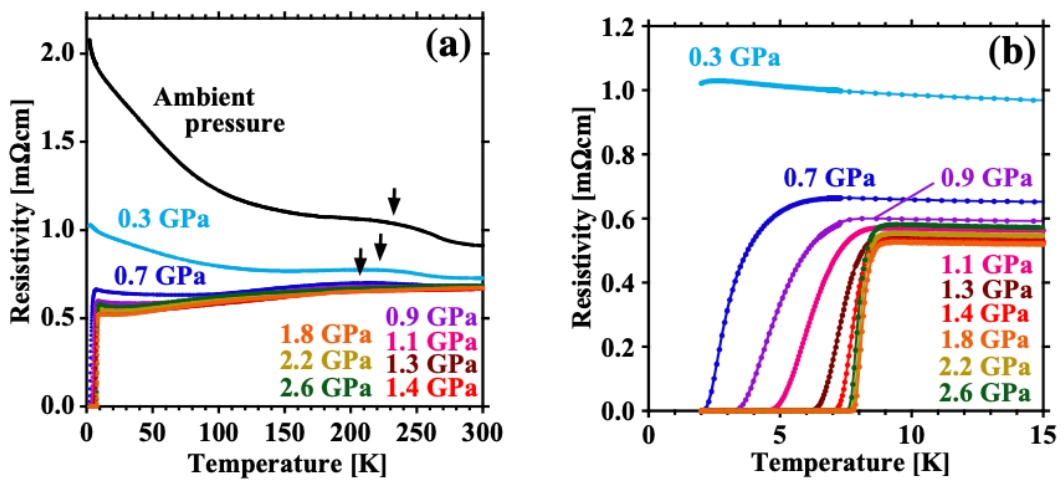 (a)
2.0
1.5
1.0
0.5
0.0
Resistivity [mΩcm]
Ambient
pressure
0.3 GPa
0.7 GPa
1.8 GPa
2.2 GPa
2.6 GPa
0.9 GPa
1.1 GPa
1.3 GPa
1.4 GPa
0 50 100 150 200 250 300
Temperature [K]
(b)
1.2
1.0
0.8
0.6
0.4
0.2
0.0
Resistivity [mΩcm]
0.3 GPa
0.7 GPa
0.9 GPa
1.1 GPa
1.3 GPa
1.4 GPa
1.8 GPa
2.2 GPa
2.6 GPa
0 5 10 15
Temperature [K]